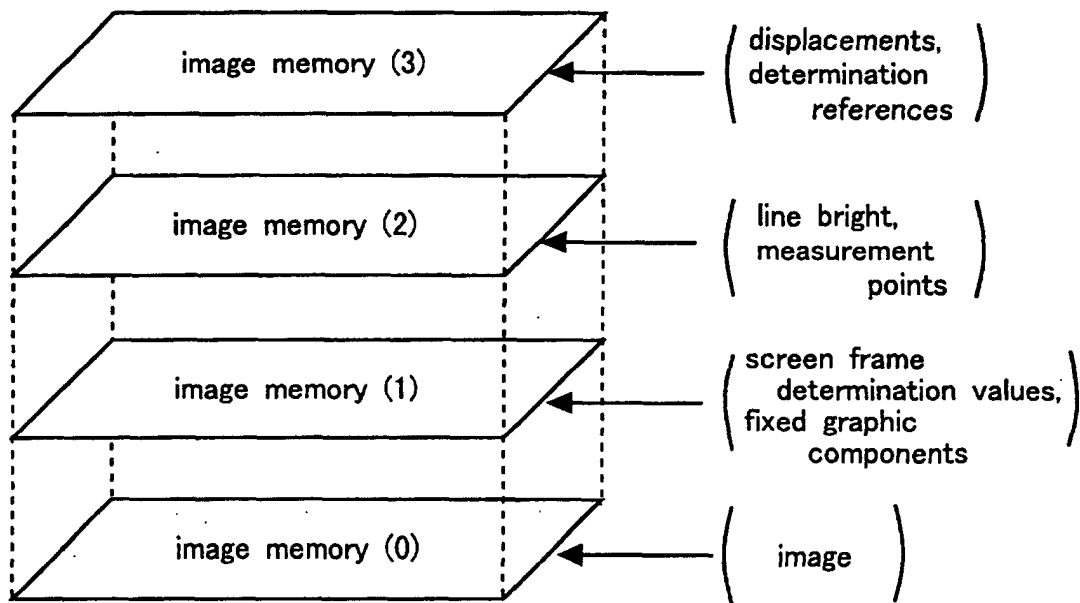 image memory (3)
displacements,
determination
references
image memory (2)
line bright,
measurement
points
image memory (1)
screen frame
determination values,
fixed graphic
components
image memory (0)
image